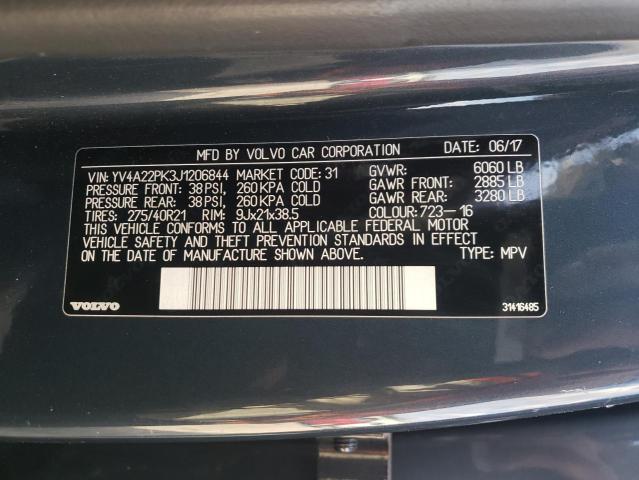 MFD BY VOLVO CAR CORPORATION DATE: 06/17
VIN: YV4A22PK3J1206844 MARKET CODE: 31 GVWR: 6060 LB
PRESSURE FRONT: 38 PSI, 260 KPA COLD GAWR FRONT: 2885 LB
PRESSURE REAR: 38 PSI, 260 KPA COLD GAWR REAR: 3280 LB
TIRES: 275/40R21 RIM: 9Jx21x38.5 COLOUR: 723-16
THIS VEHICLE CONFORMS TO ALL APPLICABLE FEDERAL MOTOR
VEHICLE SAFETY AND THEFT PREVENTION STANDARDS IN EFFECT
ON DATE OF MANUFACTURE SHOWN ABOVE. TYPE: MPV
VOLVO 31416485